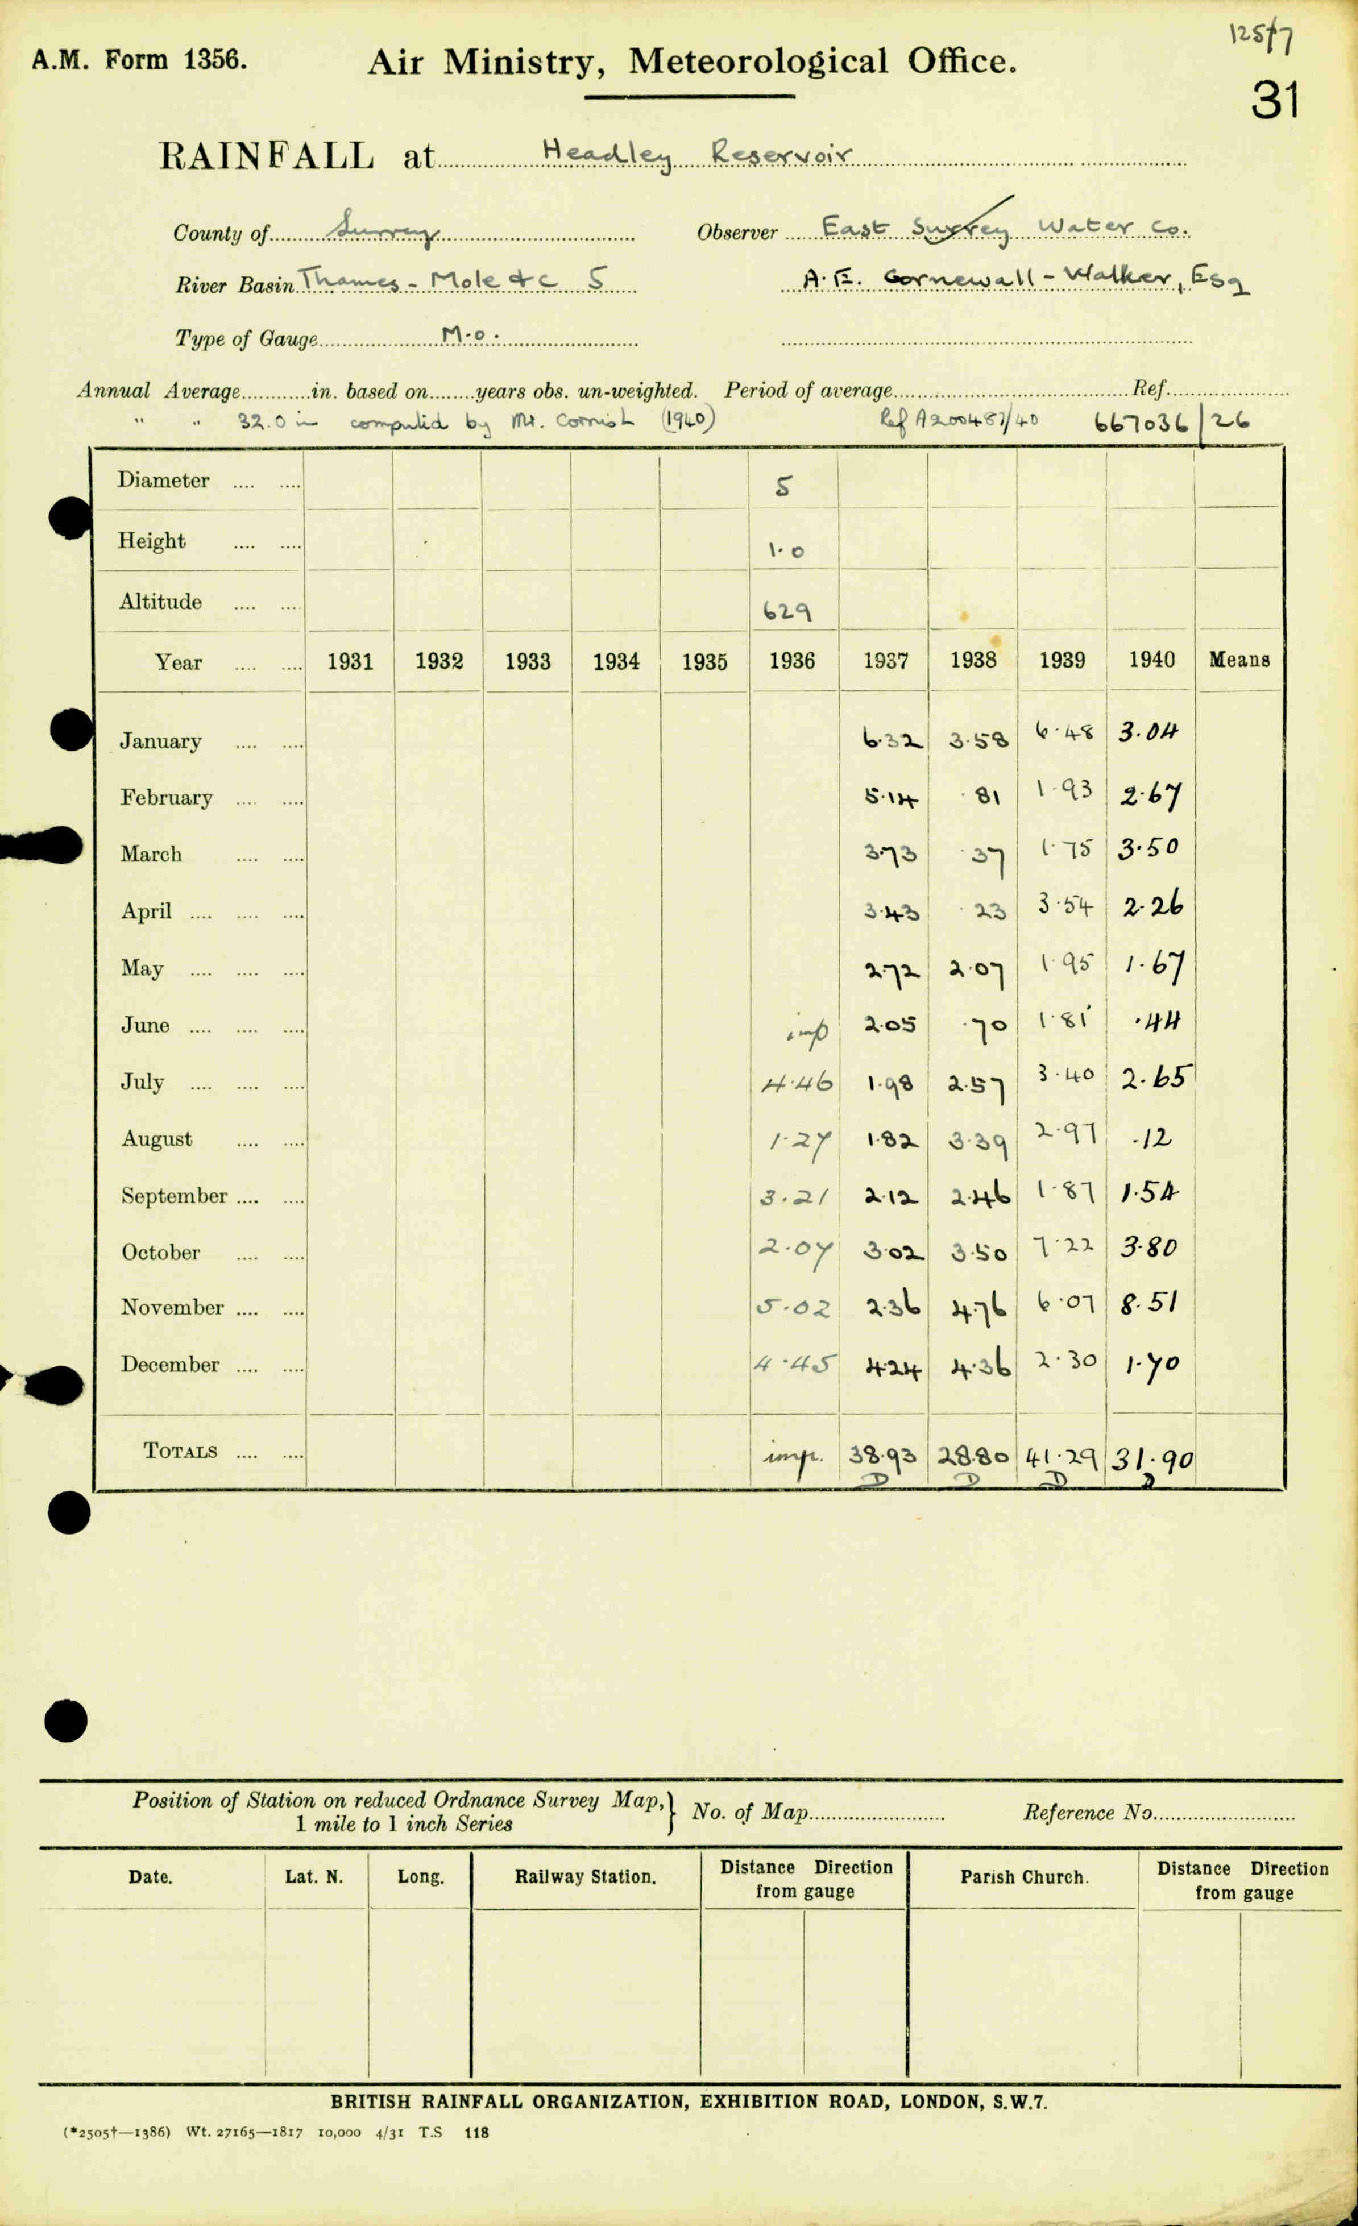 12517
A.M. Form 1356. Air Ministry, Meteorological Office.
31
RAINFALL at Headley Reservoir
County of Surrey Observer East Surrey Water Co.
River Basin Thames - Mole &c 5 A. E. Cornewall - Walker, Esq
Type of Gauge M.O.
Annual Average in. based on years obs. un-weighted. Period of average Ref.
" " 32.0 in computed by Mr. Cornish (1940) Ref A200487/40 667036/26
Diameter 5
Height 1.0
Altitude 629
Year 1931 1932 1933 1934 1935 1936 1937 1938 1939 1940 Means
January 6.32 3.58 6.48 3.04
February 5.14 .81 1.93 2.67
March 3.73 .37 1.75 3.50
April 3.43 .23 3.54 2.26
May 2.72 2.07 1.95 1.67
June imp 2.05 .70 1.81 .44
July 4.46 1.98 2.57 3.40 2.65
August 1.27 1.82 3.39 2.97 .12
September 3.21 2.12 2.46 1.87 1.54
October 2.07 3.02 3.50 7.22 3.80
November 5.02 2.36 4.76 6.07 8.51
December 4.45 4.24 4.36 2.30 1.70
TOTALS imp. 38.93 28.80 41.29 31.90
D D D D
Position of Station on reduced Ordnance Survey Map, } No. of Map Reference No.
1 mile to 1 inch Series
Date. Lat. N. Long. Railway Station. Distance Direction from gauge Parish Church. Distance Direction from gauge
BRITISH RAINFALL ORGANIZATION, EXHIBITION ROAD, LONDON, S.W.7.
(*2505†—1386) Wt. 27165—1817 10,000 4/31 T.S 118